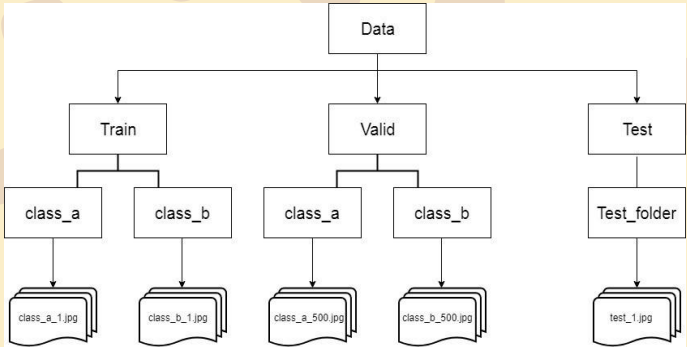 Data
Train
Valid
Test
class_a
class_b
class_a
class_b
Test_folder
class_a_1.jpg
class_b_1.jpg
class_a_500.jpg
class_b_500.jpg
test_1.jpg